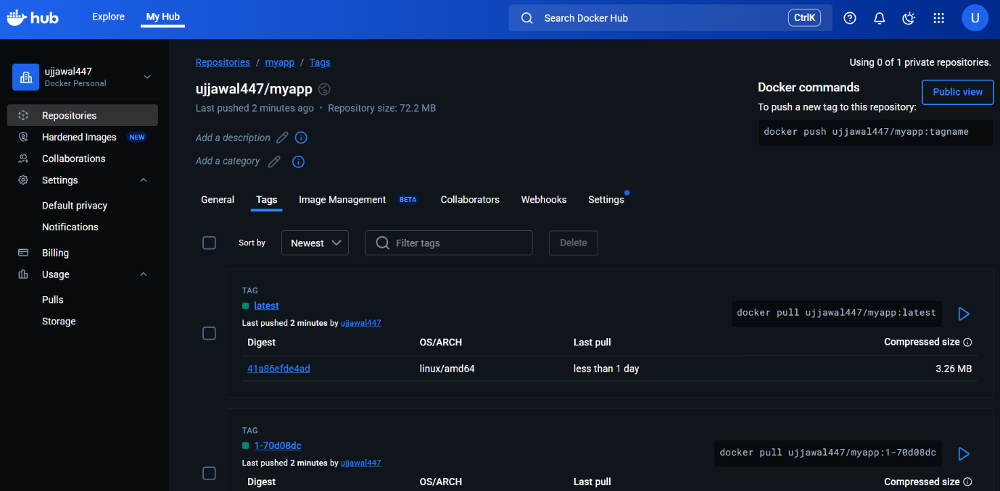 hub
Explore
My Hub
Search Docker Hub
CtrlK
U
ujjawal447
Docker Personal
Repositories
Hardened Images NEW
Collaborations
Settings
Default privacy
Notifications
Billing
Usage
Pulls
Storage
Repositories / myapp / Tags
Using 0 of 1 private repositories.
ujjawal447/myapp
Last pushed 2 minutes ago • Repository size: 72.2 MB
Add a description
Add a category
Docker commands
Public view
To push a new tag to this repository:
docker push ujjawal447/myapp:tagname
General Tags Image Management BETA Collaborators Webhooks Settings
Sort by Newest Filter tags Delete
TAG
latest
Last pushed 2 minutes by ujjawal447
docker pull ujjawal447/myapp:latest
Digest OS/ARCH Last pull Compressed size
41a86efde4ad linux/amd64 less than 1 day 3.26 MB
TAG
1-70d08dc
Last pushed 2 minutes by ujjawal447
docker pull ujjawal447/myapp:1-70d08dc
Digest OS/ARCH Last pull Compressed size